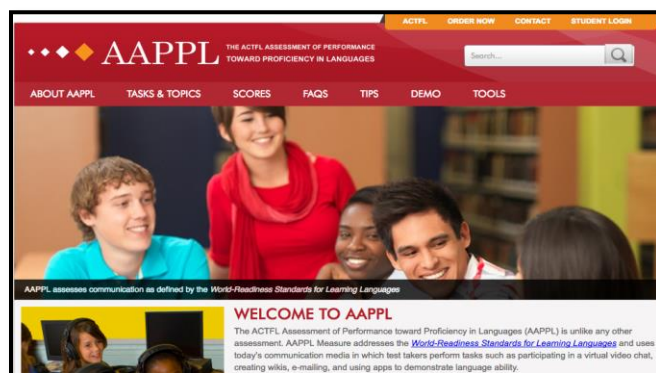 ACTFL ORDER NOW CONTACT STUDENT LOGIN
AAPPL THE ACTFL ASSESSMENT OF PERFORMANCE
TOWARD PROFICIENCY IN LANGUAGES
Search...
ABOUT AAPPL TASKS & TOPICS SCORES FAQS TIPS DEMO TOOLS
AAPPL assesses communication as defined by the World-Readiness Standards for Learning Languages
WELCOME TO AAPPL
The ACTFL Assessment of Performance toward Proficiency in Languages (AAPPL) is unlike any other
assessment. AAPPL Measure addresses the World-Readiness Standards for Learning Languages and uses
today's communication media in which test takers perform tasks such as participating in a virtual video chat,
creating wikis, e-mailing, and using apps to demonstrate language ability.